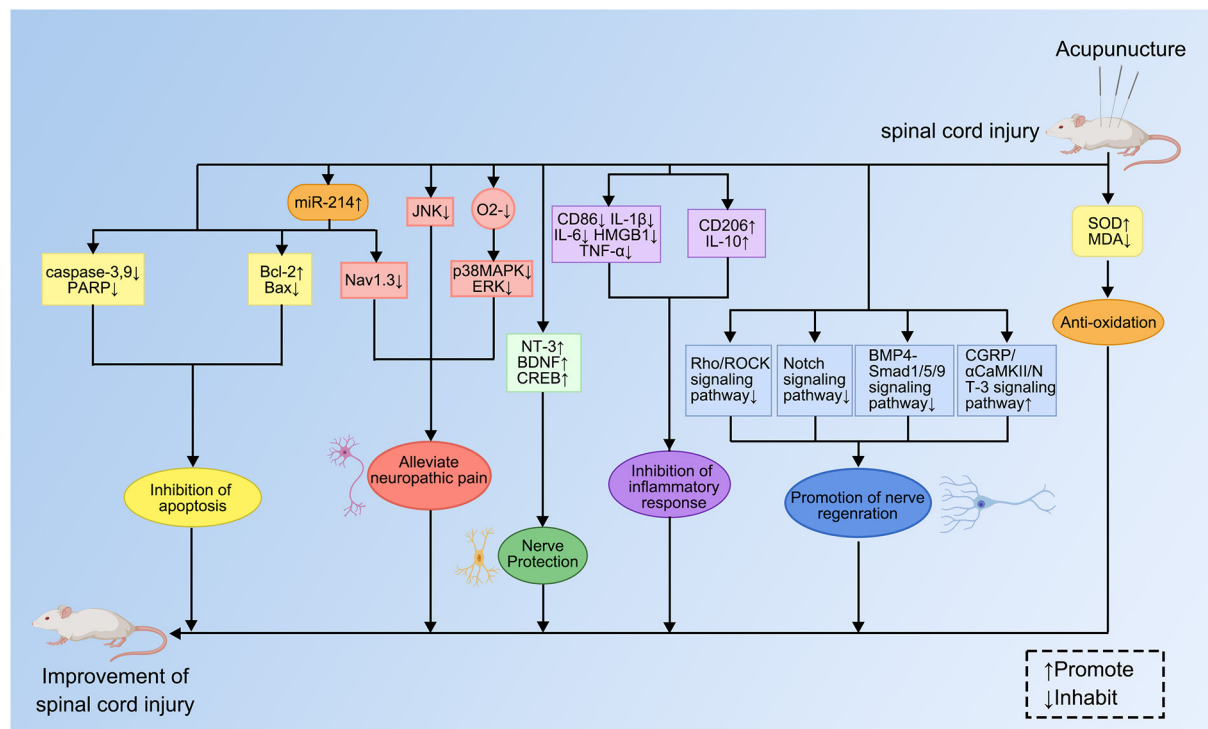 Acupunucture
spinal cord injury
miR-214↑
JNK↓
O2-↓
CD86↓ IL-1β↓
IL-6↓ HMGB1↓
TNF-α↓
CD206↑
IL-10↑
SOD↑
MDA↓
caspase-3,9↓
PARP↓
Bcl-2↑
Bax↓
Nav1.3↓
p38MAPK↓
ERK↓
NT-3↑
BDNF↑
CREB↑
Rho/ROCK
signaling
pathway↓
Notch
signaling
pathway↓
BMP4-
Smad1/5/9
signaling
pathway↓
CGRP/
αCaMKII/N
T-3 signaling
pathway↑
Anti-oxidation
Inhibition of
apoptosis
Alleviate
neuropathic pain
Nerve
Protection
Inhibition of
inflammatory
response
Promotion of nerve
regenration
Improvement of
spinal cord injury
↑Promote
↓Inhabit